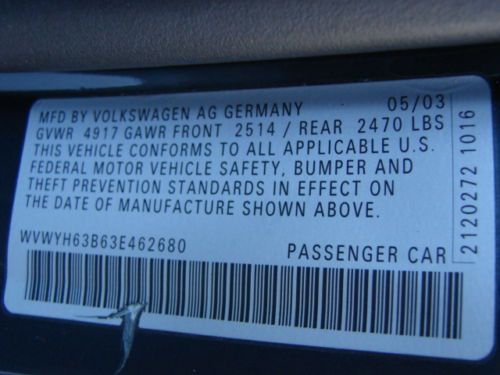 MFD BY VOLKSWAGEN AG GERMANY 05/03
GVWR 4917 GAWR FRONT 2514 / REAR 2470 LBS
THIS VEHICLE CONFORMS TO ALL APPLICABLE U.S.
FEDERAL MOTOR VEHICLE SAFETY, BUMPER AND
THEFT PREVENTION STANDARDS IN EFFECT ON
THE DATE OF MANUFACTURE SHOWN ABOVE.
WVWYH63B63E462680 PASSENGER CAR
2120272 1016